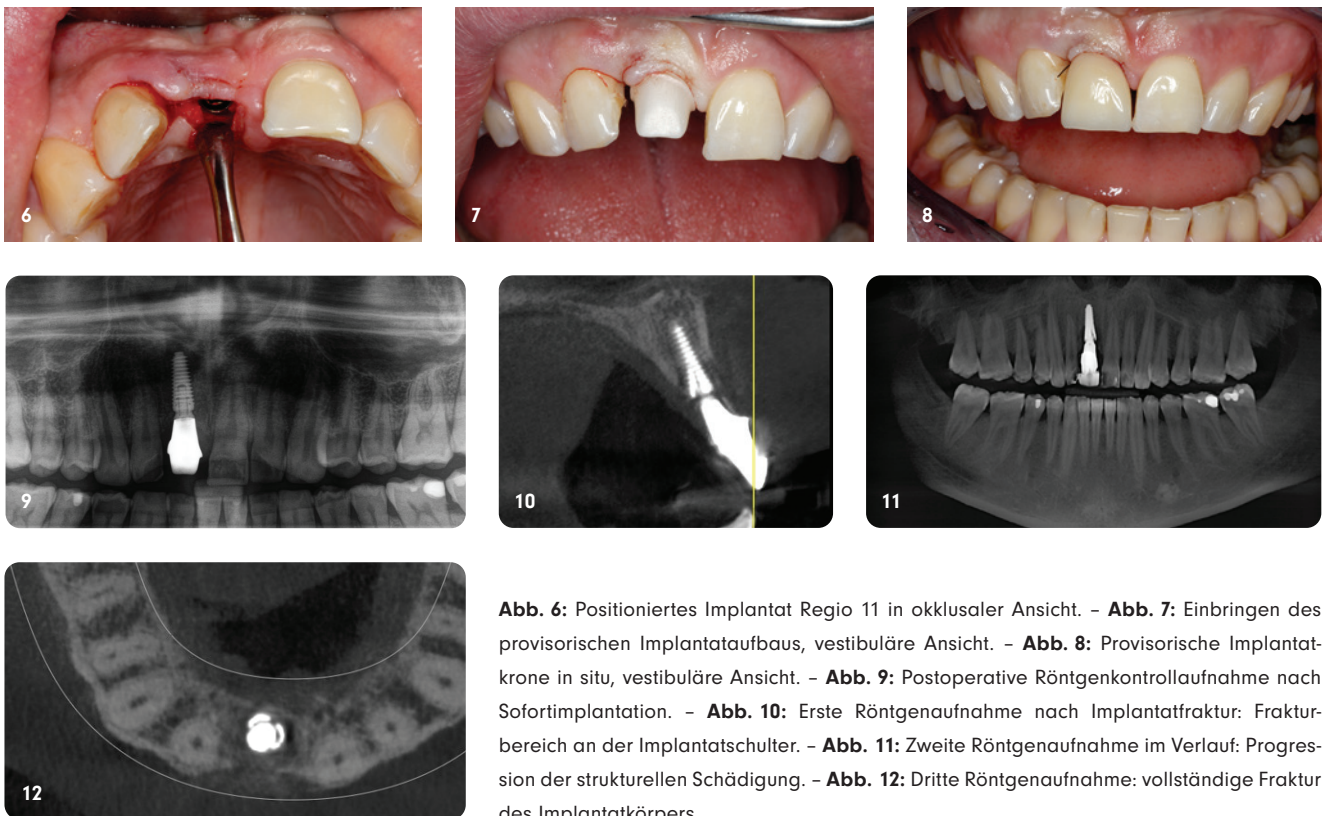 6
7
8
9
10
11
12
Abb. 6: Positioniertes Implantat Regio 11 in okklusaler Ansicht. – Abb. 7: Einbringen des
provisorischen Implantataufbaus, vestibuläre Ansicht. – Abb. 8: Provisorische Implantat-
krone in situ, vestibuläre Ansicht. – Abb. 9: Postoperative Röntgenkontrollaufnahme nach
Sofortimplantation. – Abb. 10: Erste Röntgenaufnahme nach Implantatfraktur: Fraktur-
bereich an der Implantatschulter. – Abb. 11: Zweite Röntgenaufnahme im Verlauf: Progres-
sion der strukturellen Schädigung. – Abb. 12: Dritte Röntgenaufnahme: vollständige Fraktur
des Implantatkörpers.